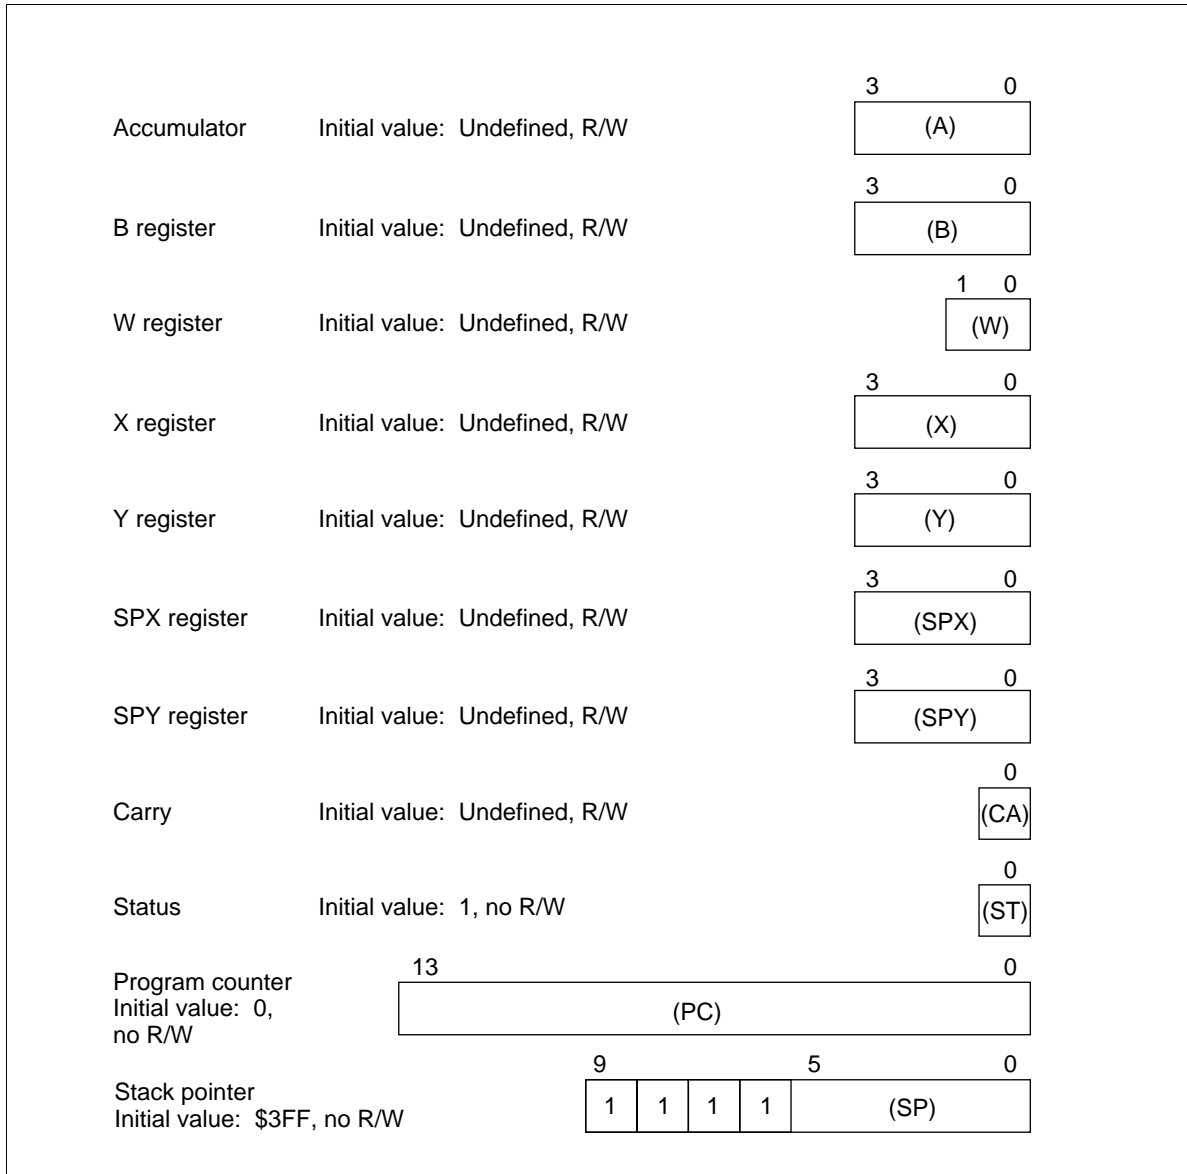 3 0
Accumulator Initial value: Undefined, R/W (A)
3 0
B register Initial value: Undefined, R/W (B)
1 0
W register Initial value: Undefined, R/W (W)
3 0
X register Initial value: Undefined, R/W (X)
3 0
Y register Initial value: Undefined, R/W (Y)
3 0
SPX register Initial value: Undefined, R/W (SPX)
3 0
SPY register Initial value: Undefined, R/W (SPY)
0
Carry Initial value: Undefined, R/W (CA)
0
Status Initial value: 1, no R/W (ST)
13 0
Program counter
Initial value: 0, (PC)
no R/W
9 5 0
Stack pointer
1 1 1 1 (SP)
Initial value: $3FF, no R/W